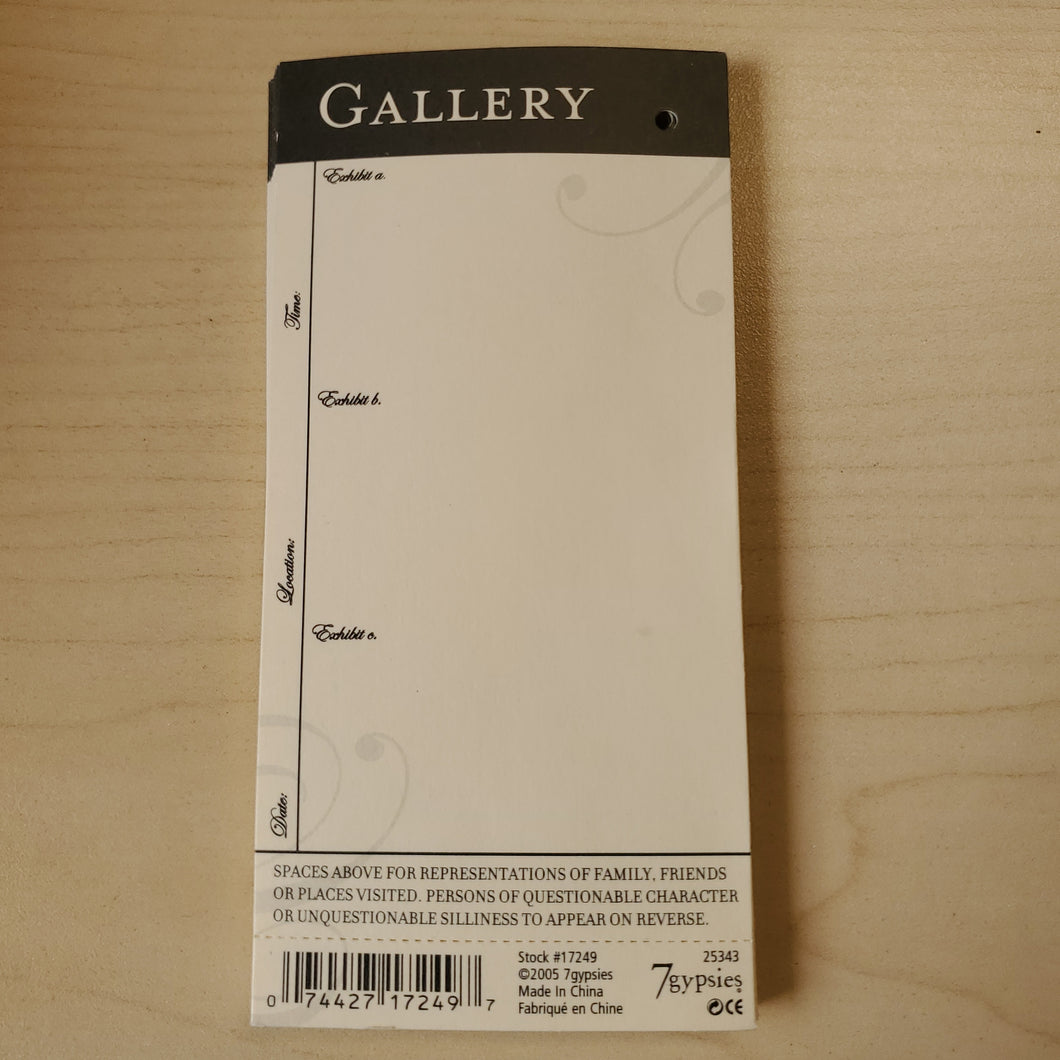 GALLERY
Exhibit a.
Time:
Exhibit b.
Location:
Exhibit c.
Date:
SPACES ABOVE FOR REPRESENTATIONS OF FAMILY, FRIENDS
OR PLACES VISITED. PERSONS OF QUESTIONABLE CHARACTER
OR UNQUESTIONABLE SILLINESS TO APPEAR ON REVERSE.
0 74427 17249 7
Stock #17249
©2005 7gypsies
Made In China
Fabriqué en Chine
25343
7gypsies®
CE